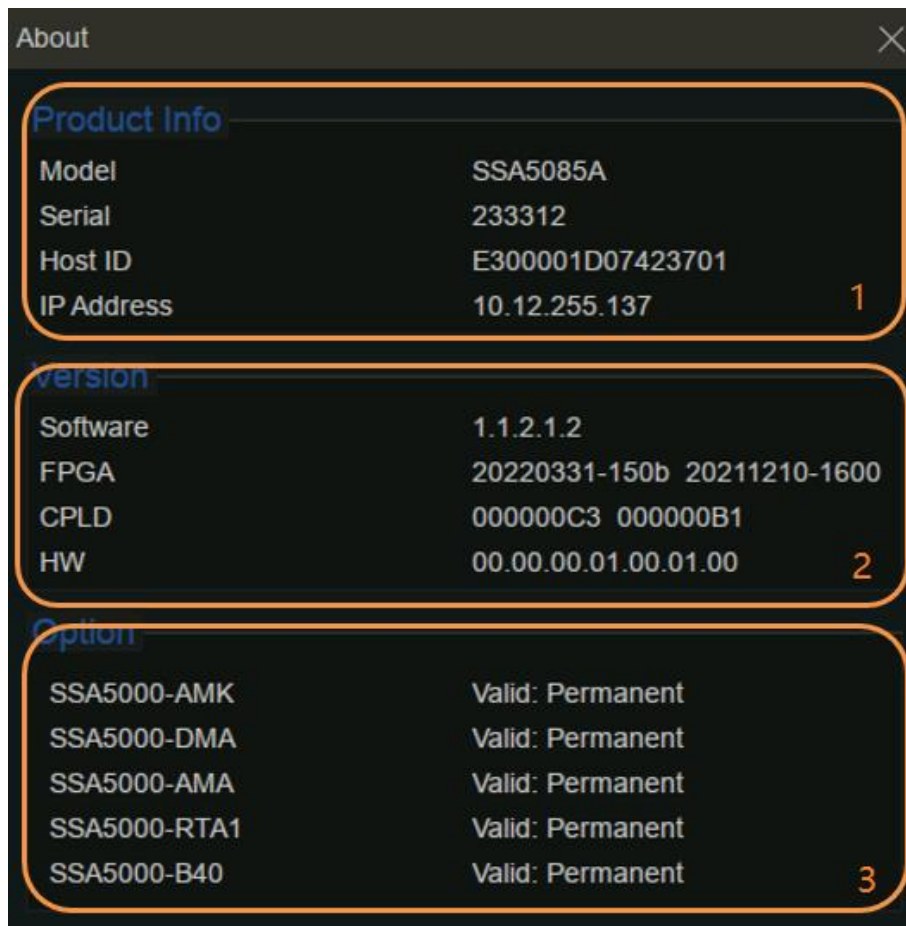 About
Product Info
Model SSA5085A
Serial 233312
Host ID E300001D07423701
IP Address 10.12.255.137
1
Version
Software 1.1.2.1.2
FPGA 20220331-150b 20211210-1600
CPLD 000000C3 000000B1
HW 00.00.00.01.00.01.00
2
Option
SSA5000-AMK Valid: Permanent
SSA5000-DMA Valid: Permanent
SSA5000-AMA Valid: Permanent
SSA5000-RTA1 Valid: Permanent
SSA5000-B40 Valid: Permanent
3